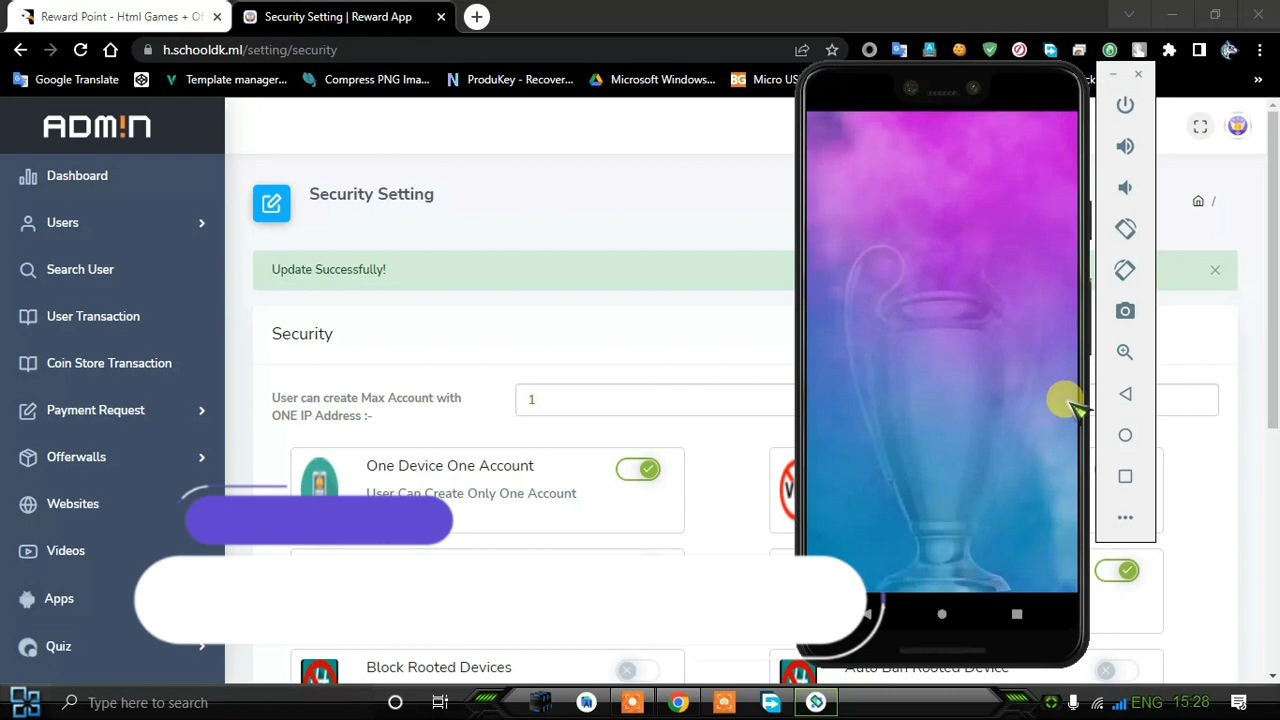 Reward Point - Html Games + Of
Security Setting | Reward App
h.schooldk.ml/setting/security
Google Translate
Template manager...
Compress PNG Ima...
ProduKey - Recover...
Microsoft Windows...
Micro US
»
ADM!N
Dashboard
Users
Search User
User Transaction
Coin Store Transaction
Payment Request
Offerwalls
Websites
Videos
Apps
Quiz
Security Setting
/
Update Successfully!
Security
User can create Max Account with
ONE IP Address :-
1
One Device One Account
User Can Create Only One Account
Block Rooted Devices
Auto Ban Rooted Device
Type here to search
ENG
15:28